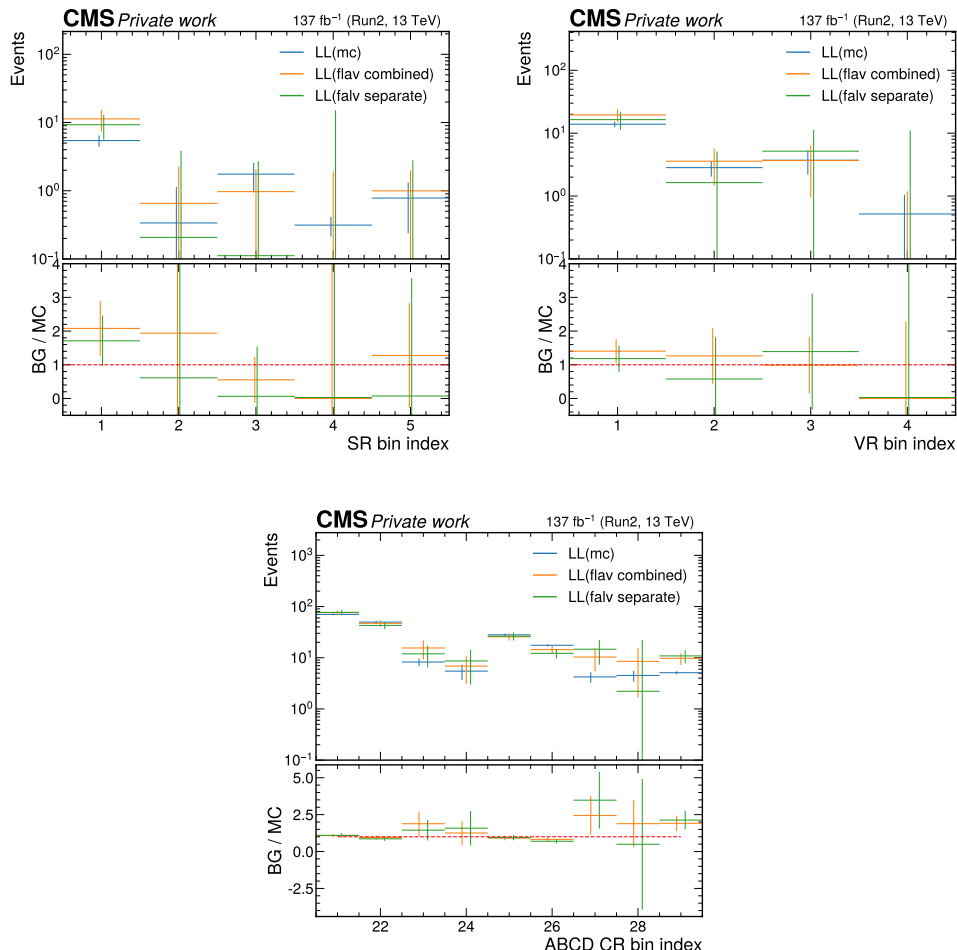 CMS Private work 137 fb⁻¹ (Run2, 13 TeV)
Events
10²
10¹
10⁰
10⁻¹
LL(mc)
LL(flav combined)
LL(falv separate)
BG / MC
4
3
2
1
0
1 2 3 4 5
SR bin index
CMS Private work 137 fb⁻¹ (Run2, 13 TeV)
Events
10²
10¹
10⁰
10⁻¹
LL(mc)
LL(flav combined)
LL(falv separate)
BG / MC
4
3
2
1
0
1 2 3 4
VR bin index
CMS Private work 137 fb⁻¹ (Run2, 13 TeV)
Events
10³
10²
10¹
10⁰
10⁻¹
LL(mc)
LL(flav combined)
LL(falv separate)
BG / MC
5.0
2.5
0.0
-2.5
22 24 26 28
ABCD CR bin index